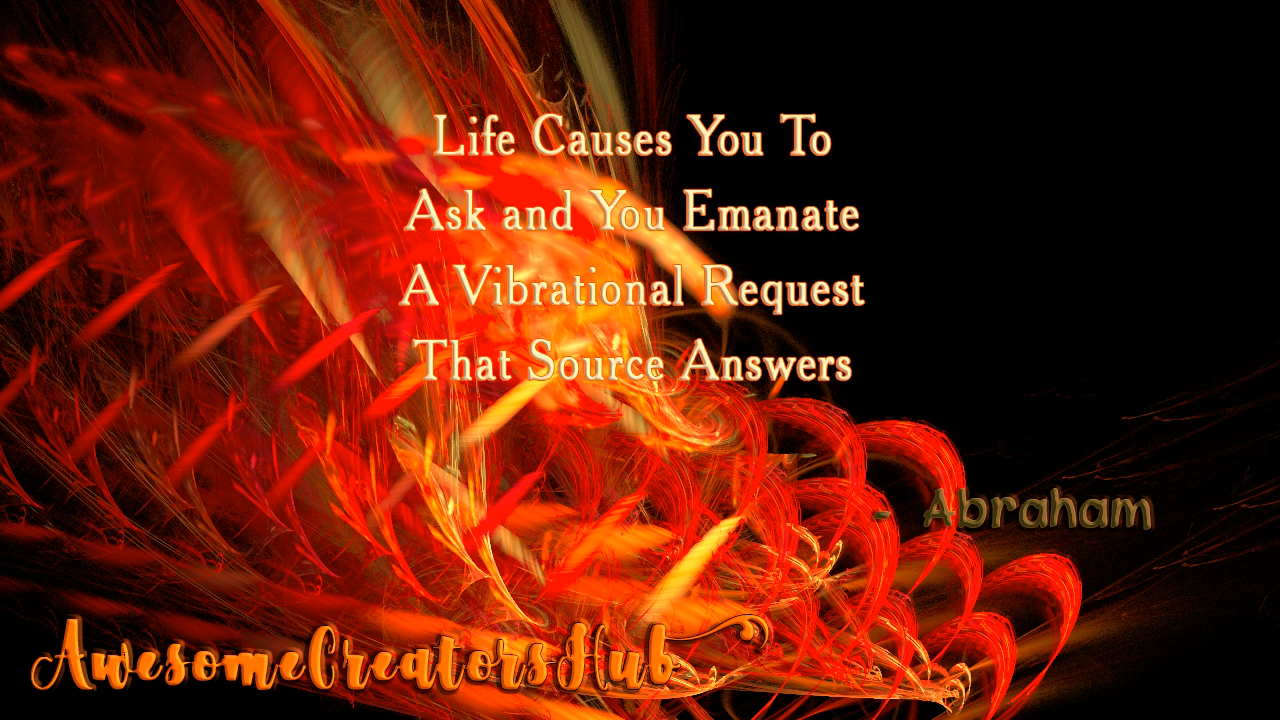 Life Causes You To
Ask and You Emanate
A Vibrational Request
That Source Answers
- Abraham
AwesomeCreatorsHub